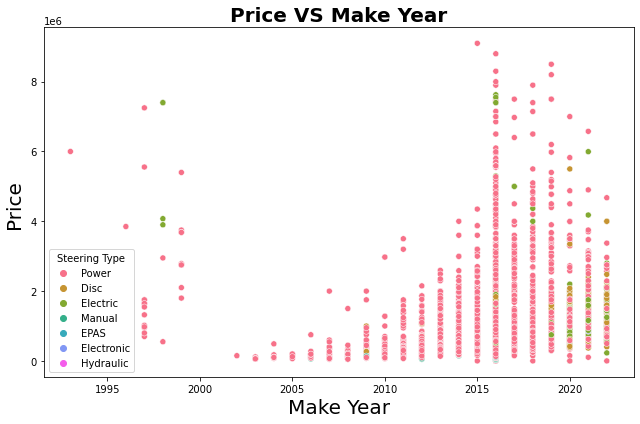 Price VS Make Year
1e6
8
6
4
2
0
Price
Steering Type
Power
Disc
Electric
Manual
EPAS
Electronic
Hydraulic
1995 2000 2005 2010 2015 2020
Make Year